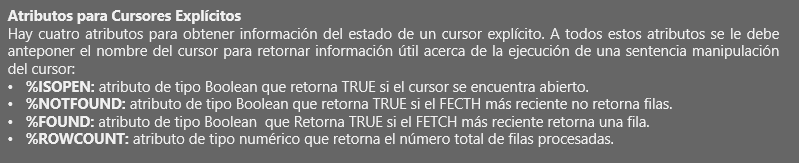 Atributos para Cursores Explícitos
Hay cuatro atributos para obtener información del estado de un cursor explícito. A todos estos atributos se le debe
anteponer el nombre del cursor para retornar información útil acerca de la ejecución de una sentencia manipulación
del cursor:
• %ISOPEN: atributo de tipo Boolean que retorna TRUE si el cursor se encuentra abierto.
• %NOTFOUND: atributo de tipo Boolean que retorna TRUE si el FECTH más reciente no retorna filas.
• %FOUND: atributo de tipo Boolean que Retorna TRUE si el FETCH más reciente retorna una fila.
• %ROWCOUNT: atributo de tipo numérico que retorna el número total de filas procesadas.